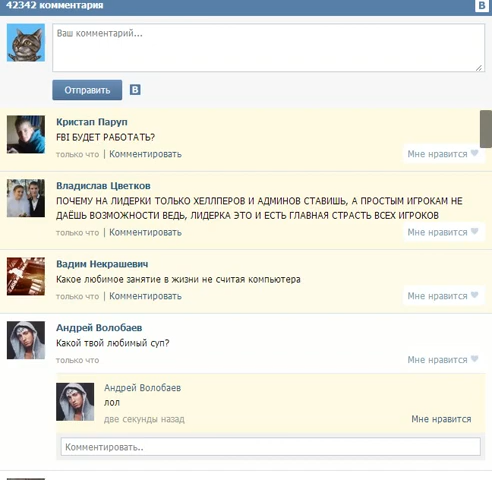 42342 комментария
В
Ваш комментарий...
Отправить
В
Кристап Паруп
FBI БУДЕТ РАБОТАТЬ?
только что | Комментировать
Мне нравится
Владислав Цветков
ПОЧЕМУ НА ЛИДЕРКИ ТОЛЬКО ХЕЛЛПЕРОВ И АДМИНОВ СТАВИШЬ, А ПРОСТЫМ ИГРОКАМ НЕ
ДАЁШЬ ВОЗМОЖНОСТИ ВЕДЬ, ЛИДЕРКА ЭТО И ЕСТЬ ГЛАВНАЯ СТРАСТЬ ВСЕХ ИГРОКОВ
только что | Комментировать
Мне нравится
Вадим Некрашевич
Какое любимое занятие в жизни не считая компьютера
только что | Комментировать
Мне нравится
Андрей Волобаев
Какой твой любимый суп?
только что
Мне нравится
Андрей Волобаев
лол
две секунды назад
Мне нравится
Комментировать..